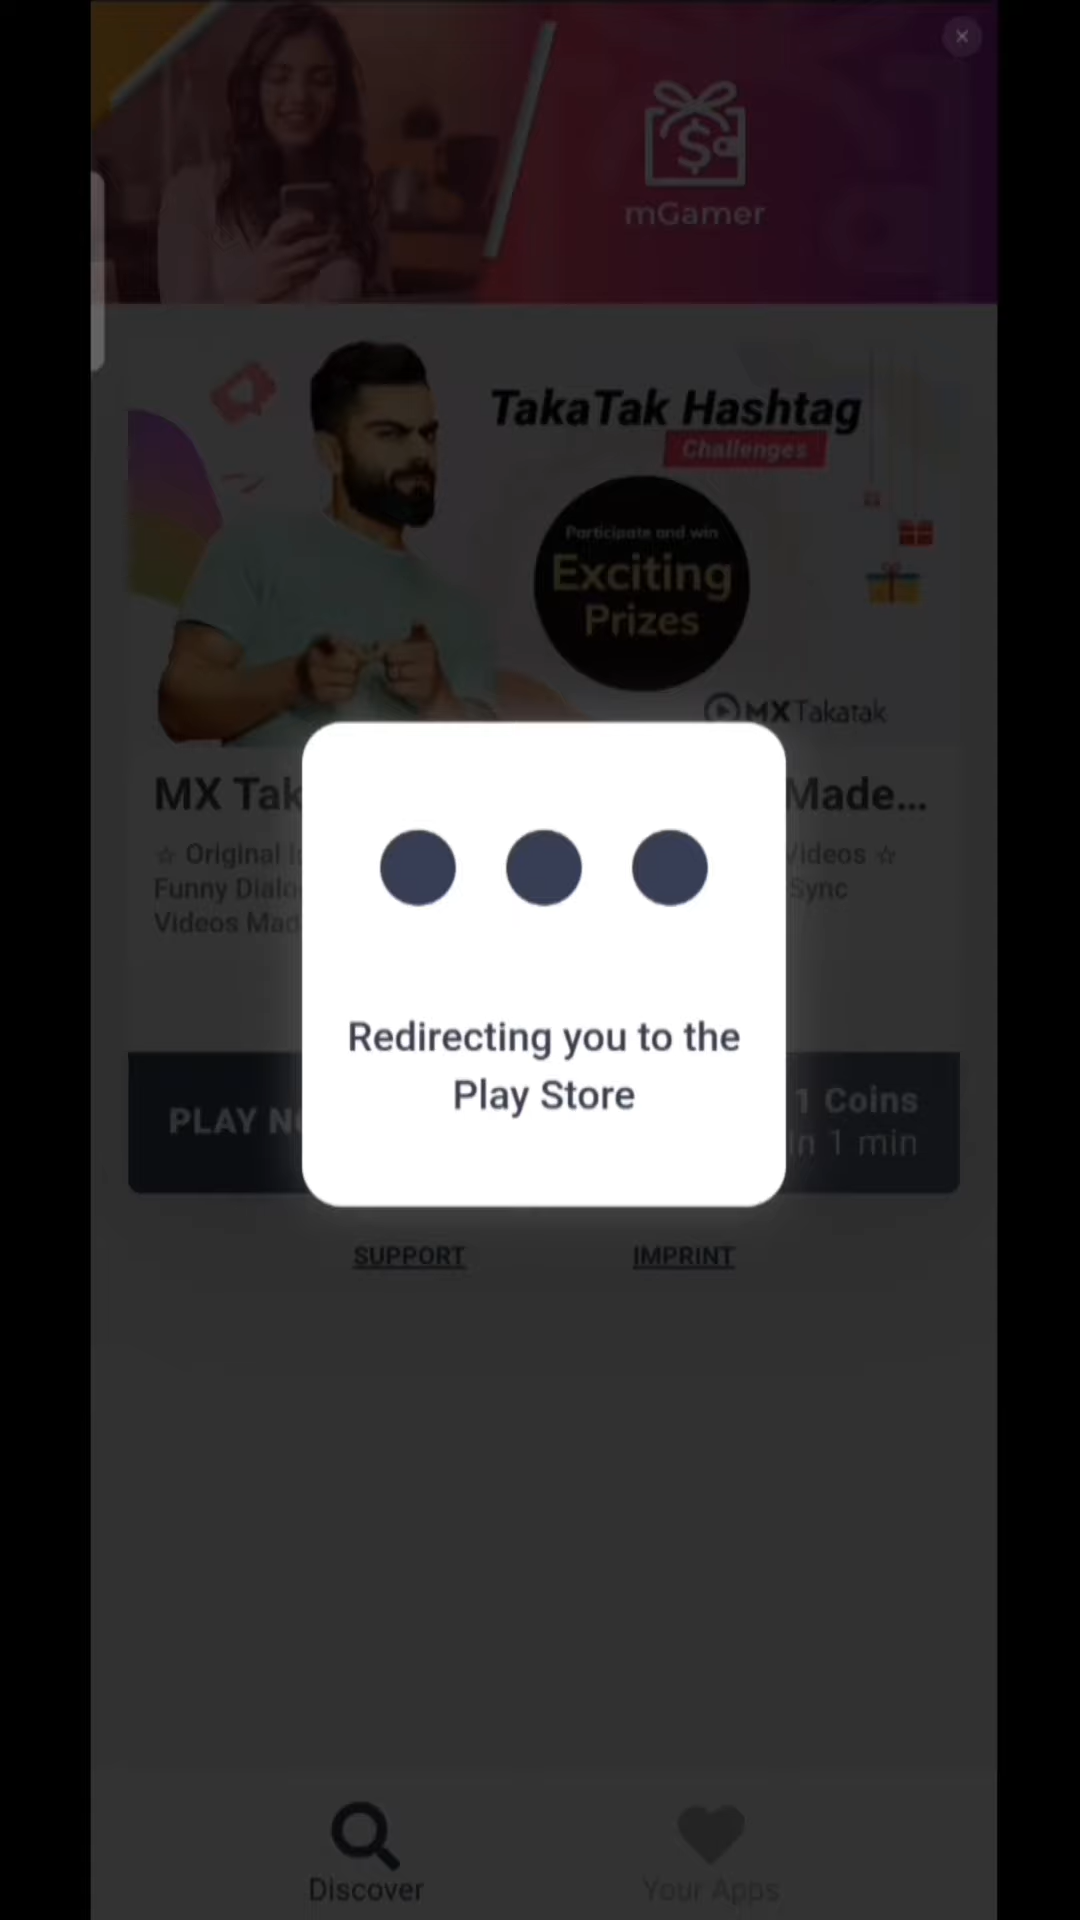 mGamer
TakaTak Hashtag
Challenges
Participate and win
Exciting
Prizes
MX Takatak
MX Tak Made...
☆ Original Videos ☆
Funny Dialo Sync
Videos Mad
Redirecting you to the
Play Store
PLAY N 1 Coins
In 1 min
SUPPORT IMPRINT
Discover Your Apps